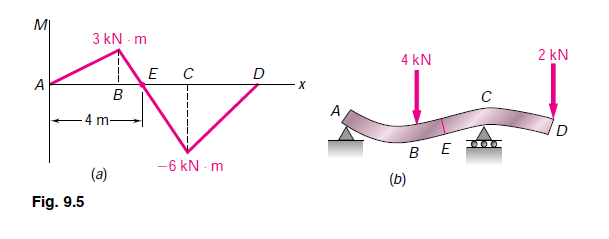 M
3 kN · m
A
B
E
C
D
x
4 m
−6 kN · m
(a)
4 kN
2 kN
A
B
E
C
D
(b)
Fig. 9.5